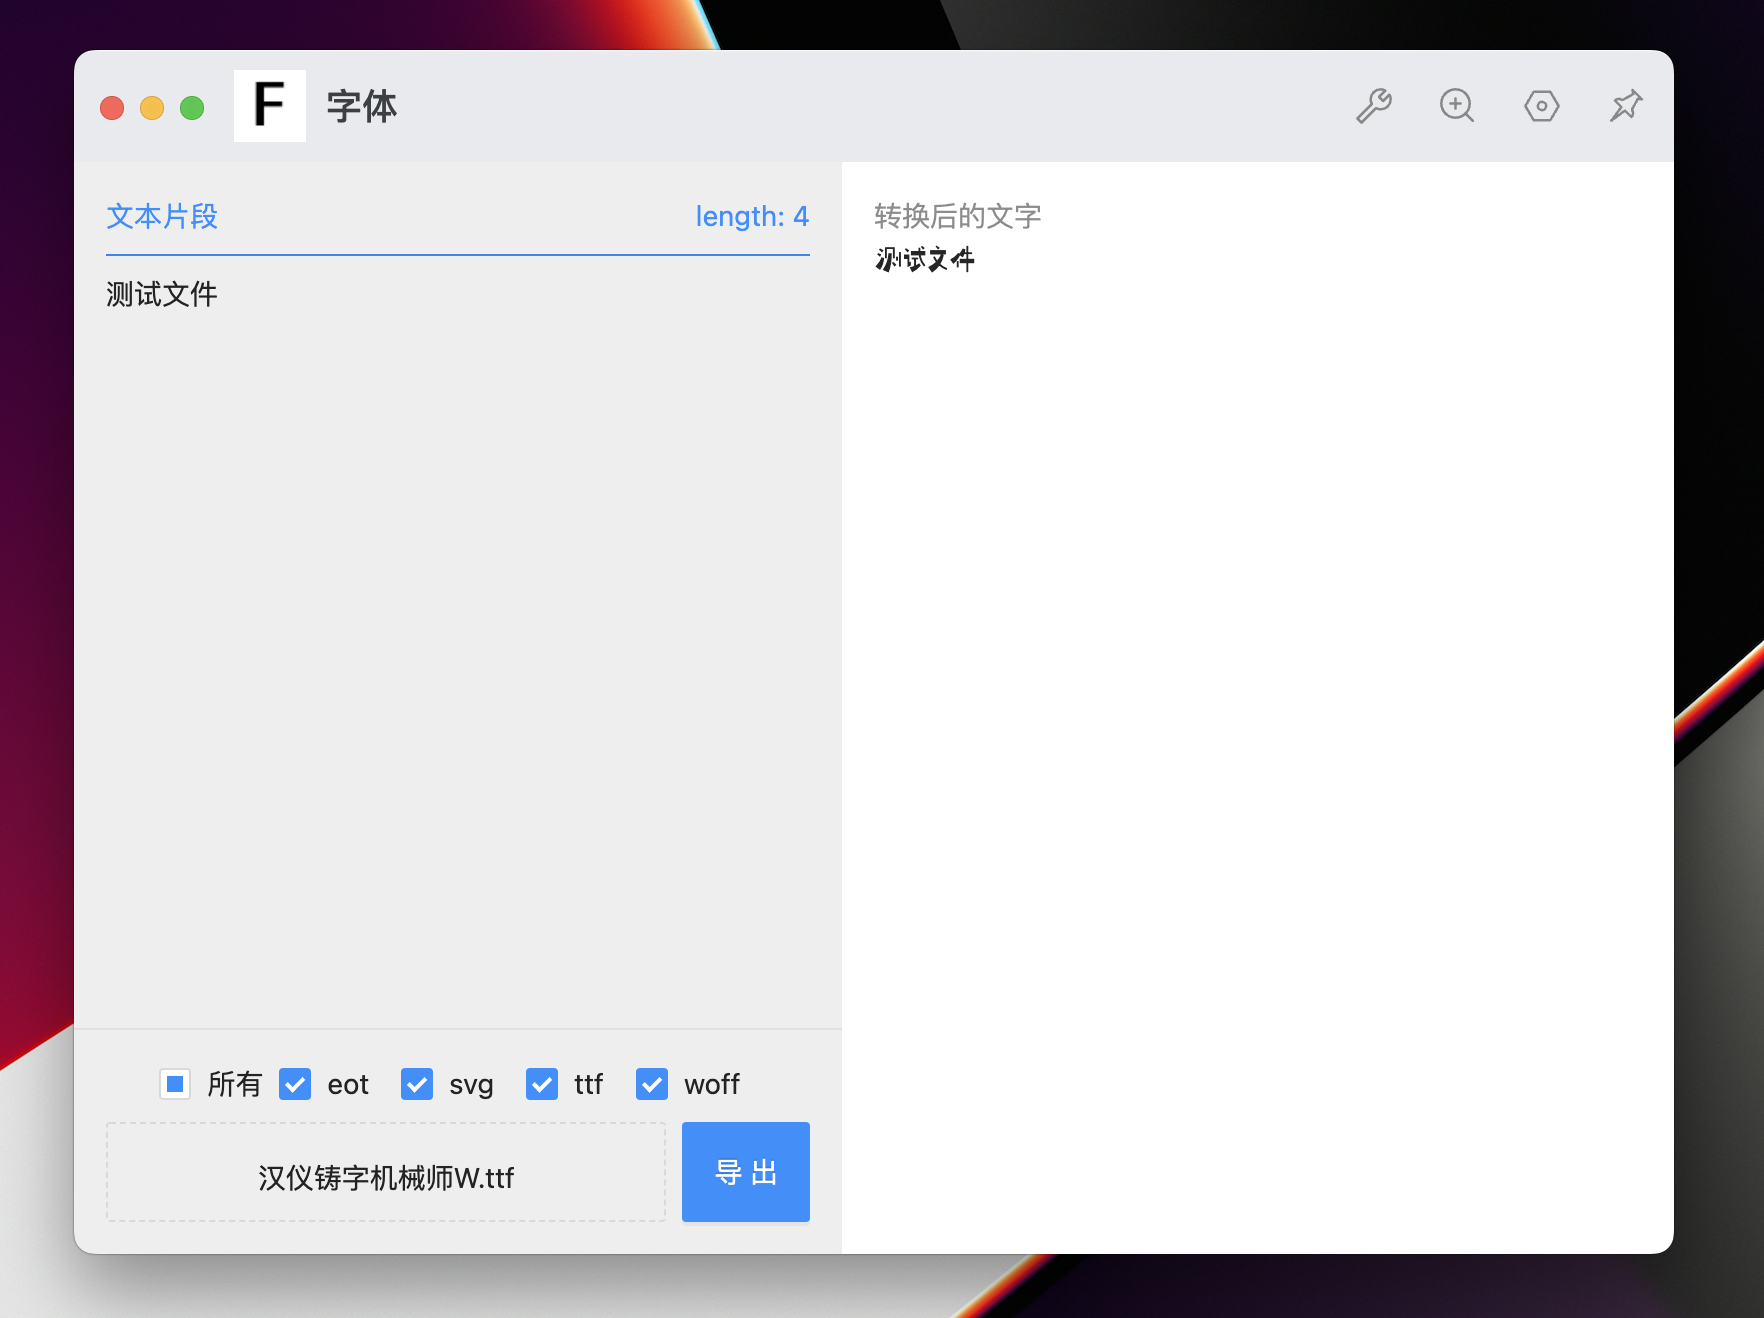 F 字体
文本片段 length: 4
测试文件
转换后的文字
测试文件
所有 eot svg ttf woff
汉仪铸字机械师W.ttf
导出